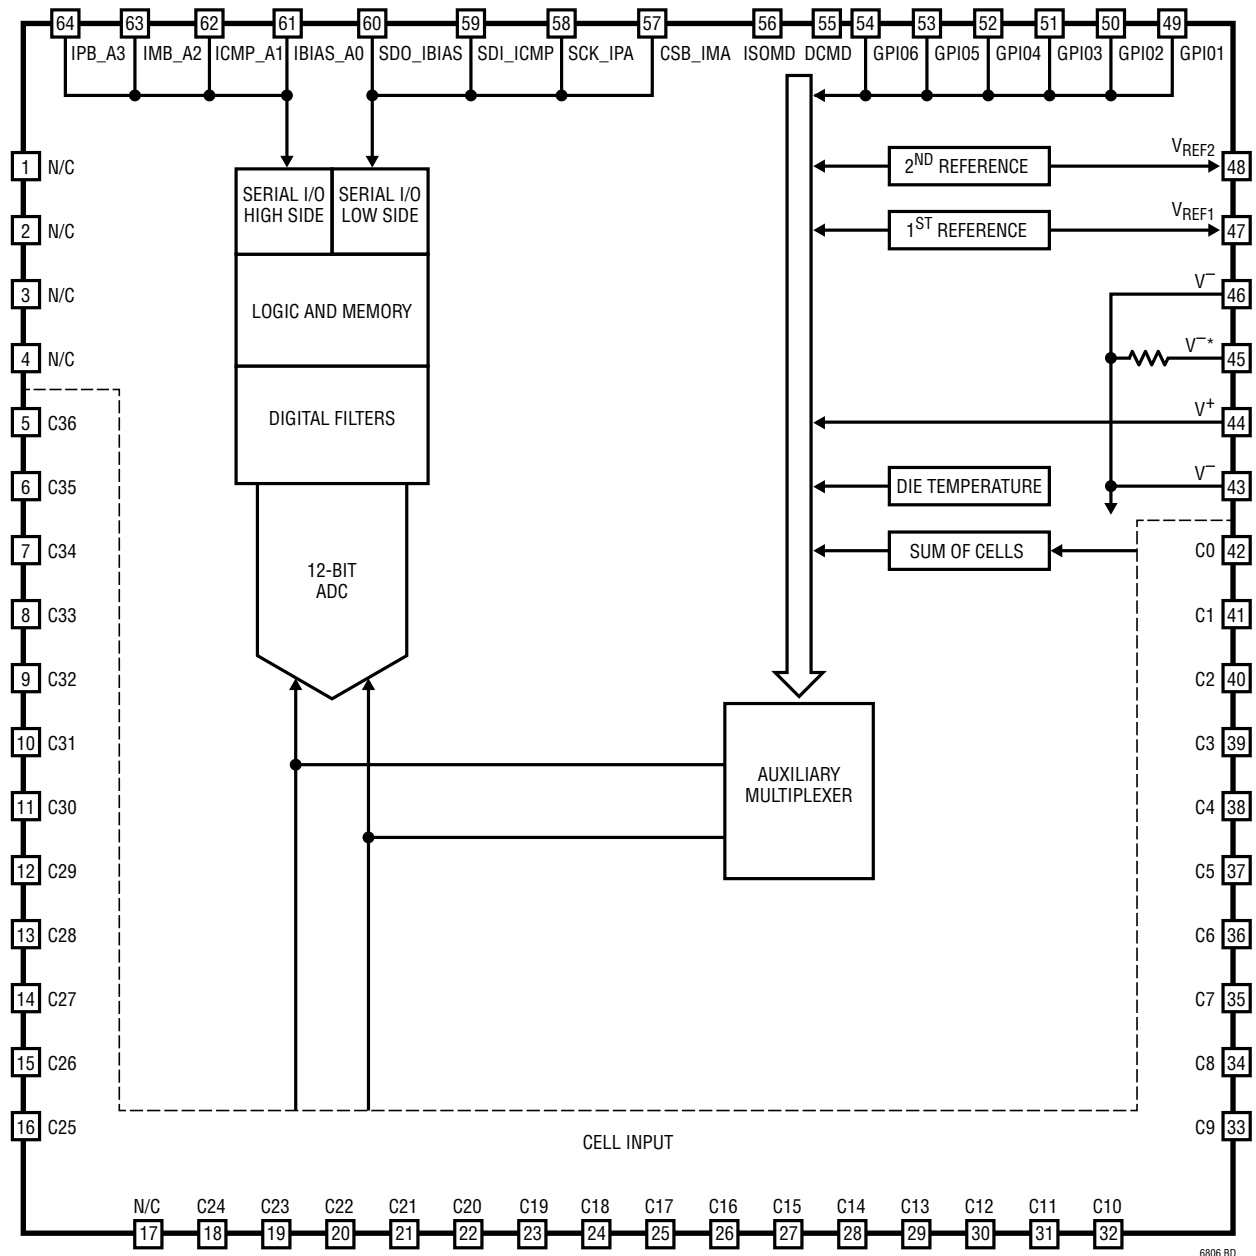 64 63 62 61 60 59 58 57 56 55 54 53 52 51 50 49
IPB_A3 IMB_A2 ICMP_A1 IBIAS_A0 SDO_IBIAS SDI_ICMP SCK_IPA CSB_IMA ISOMD DCMD GPIO6 GPIO5 GPIO4 GPIO3 GPIO2 GPIO1
1 N/C
2 N/C
3 N/C
4 N/C
5 C36
6 C35
7 C34
8 C33
9 C32
10 C31
11 C30
12 C29
13 C28
14 C27
15 C26
16 C25
SERIAL I/O
HIGH SIDE
SERIAL I/O
LOW SIDE
LOGIC AND MEMORY
DIGITAL FILTERS
12-BIT
ADC
2ND REFERENCE
1ST REFERENCE
DIE TEMPERATURE
SUM OF CELLS
AUXILIARY
MULTIPLEXER
VREF2 48
VREF1 47
V– 46
V–* 45
V+ 44
V– 43
C0 42
C1 41
C2 40
C3 39
C4 38
C5 37
C6 36
C7 35
C8 34
C9 33
CELL INPUT
N/C C24 C23 C22 C21 C20 C19 C18 C17 C16 C15 C14 C13 C12 C11 C10
17 18 19 20 21 22 23 24 25 26 27 28 29 30 31 32
6806 BD